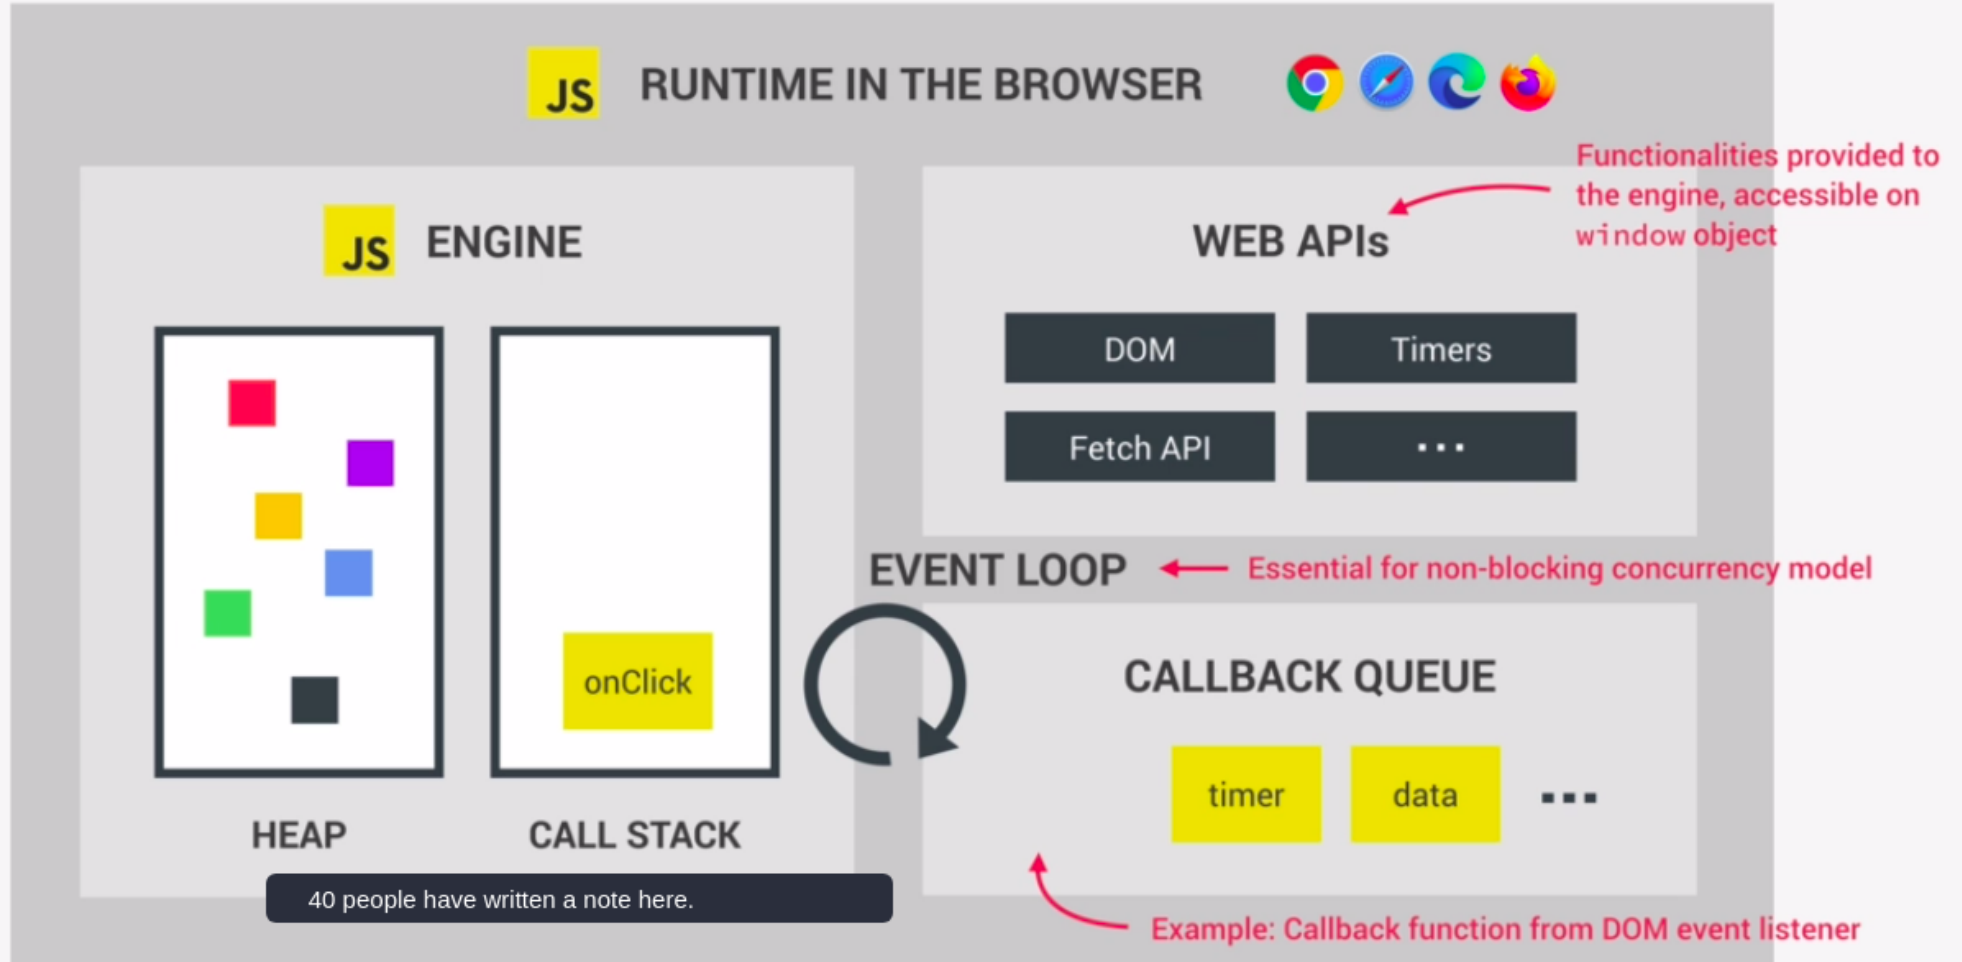 JS RUNTIME IN THE BROWSER
Functionalities provided to
the engine, accessible on
window object
JS ENGINE
HEAP
onClick
CALL STACK
WEB APIs
DOM
Timers
Fetch API
...
EVENT LOOP
Essential for non-blocking concurrency model
CALLBACK QUEUE
timer
data
...
Example: Callback function from DOM event listener
40 people have written a note here.